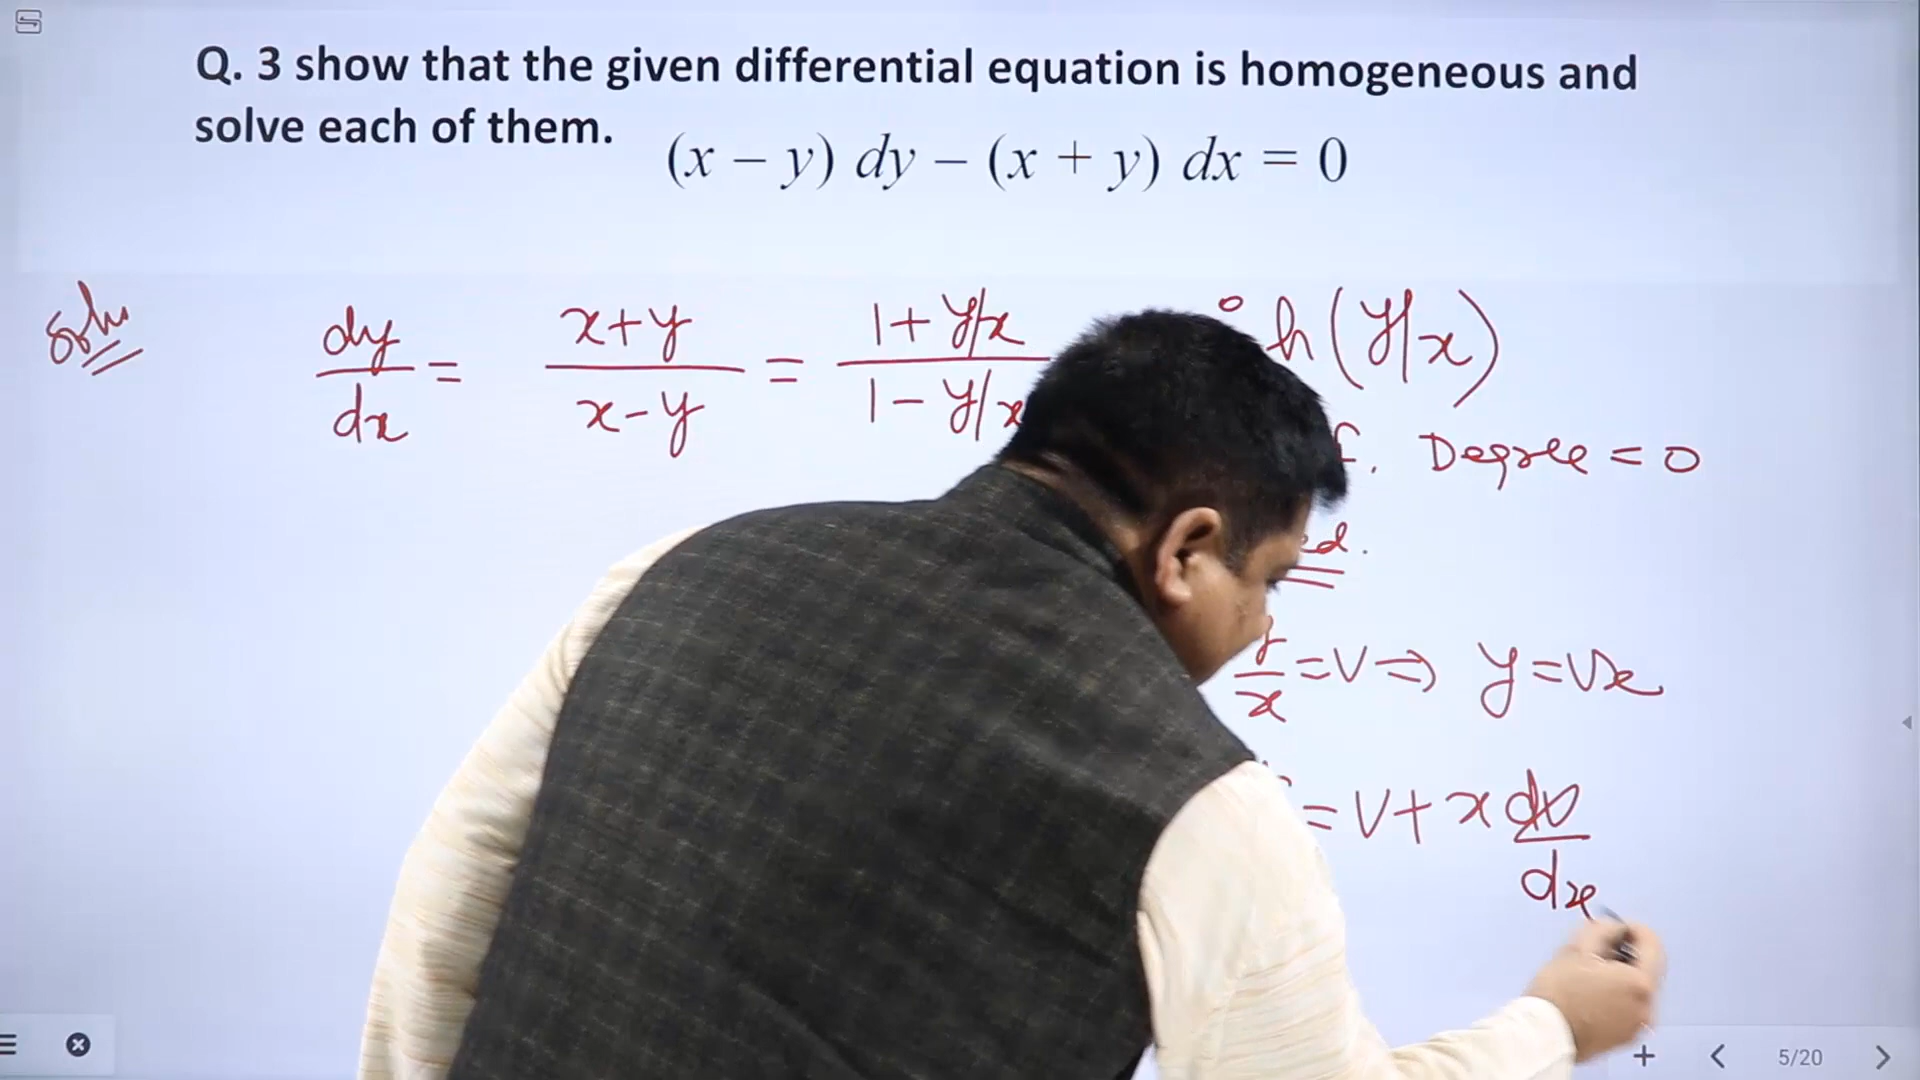 Q. 3 show that the given differential equation is homogeneous and
solve each of them.
(x – y) dy – (x + y) dx = 0
Soln
dy/dx = x+y/x-y = 1+y/x / 1-y/x h(y/x)
f. Degree = 0
ed.
y/x = v ⇒ y = vx
= v + x dv/dx
5/20